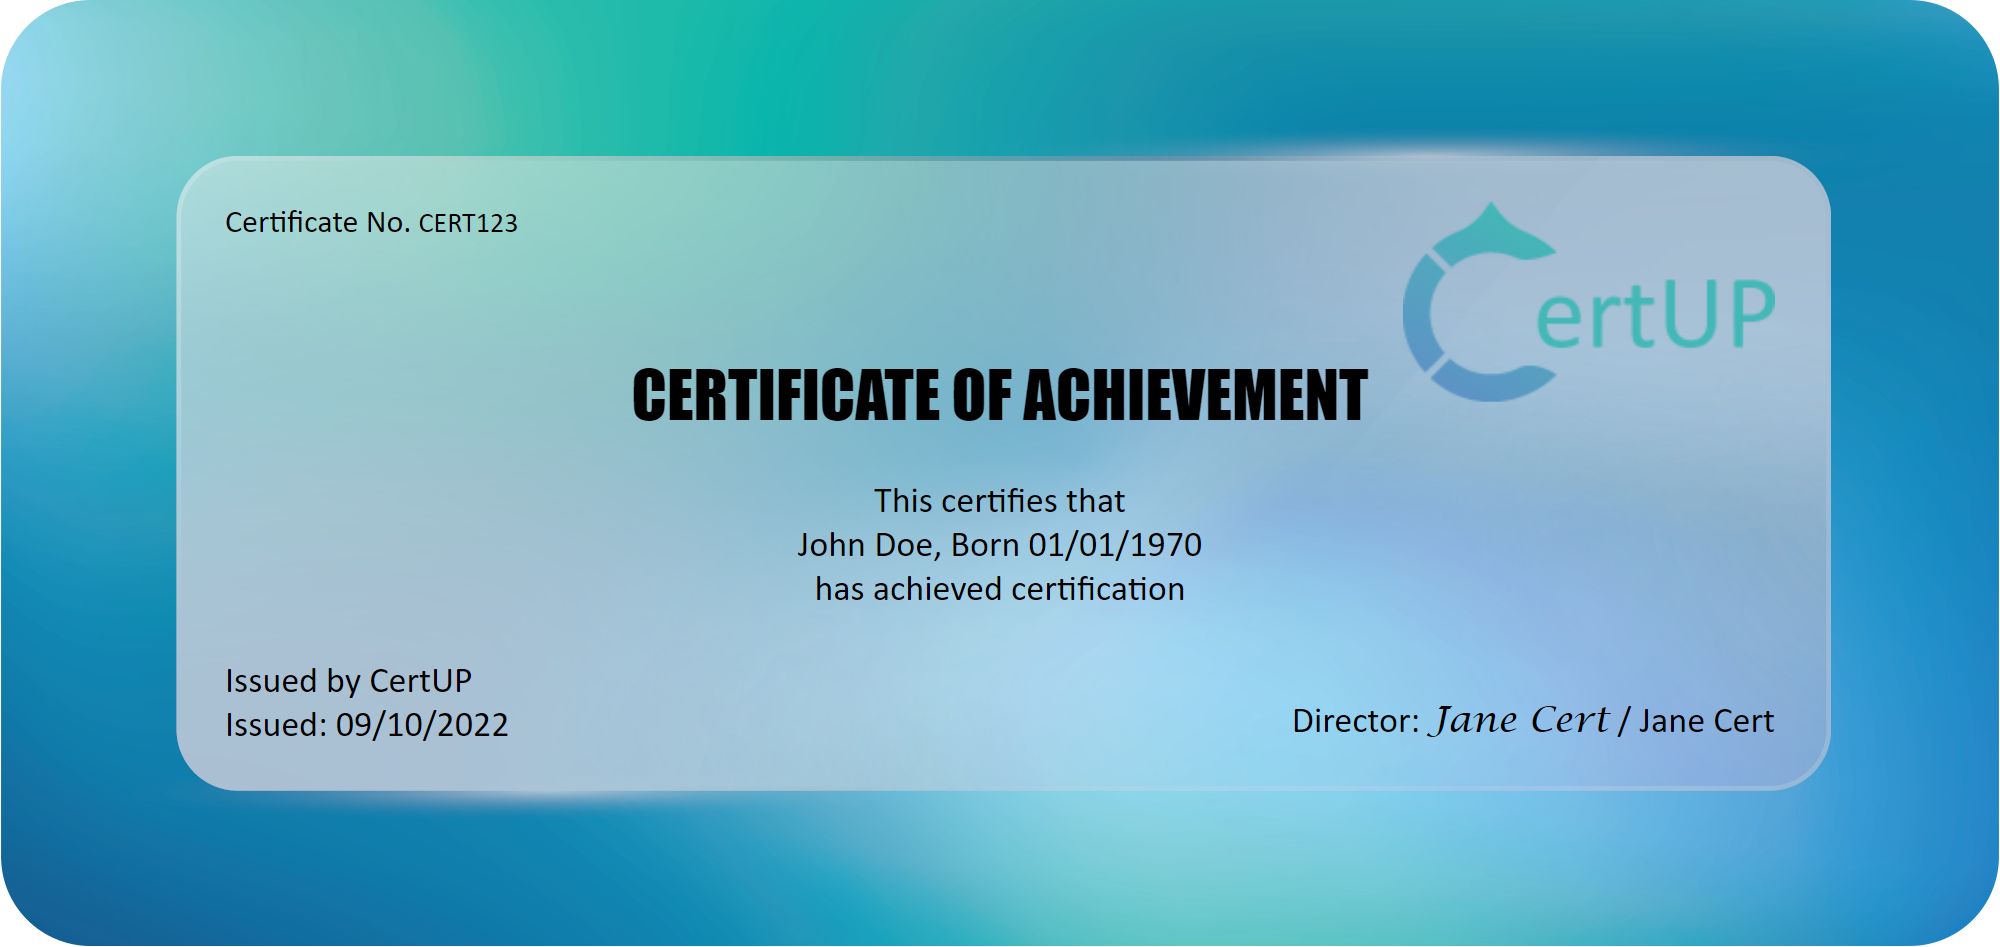 Certificate No. CERT123
CertUP
CERTIFICATE OF ACHIEVEMENT
This certifies that
John Doe, Born 01/01/1970
has achieved certification
Issued by CertUP
Issued: 09/10/2022
Director: Jane Cert / Jane Cert